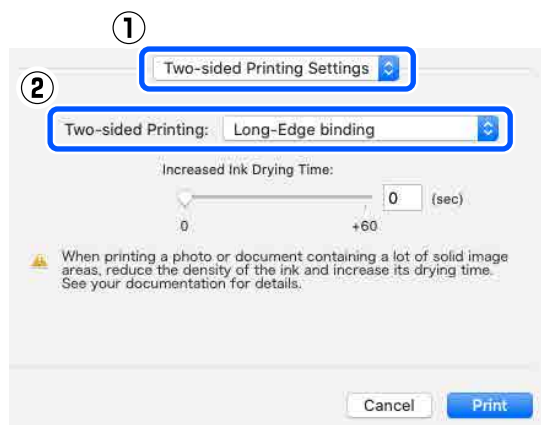 ①
Two-sided Printing Settings
②
Two-sided Printing: Long-Edge binding
Increased Ink Drying Time:
0 (sec)
0 +60
When printing a photo or document containing a lot of solid image
areas, reduce the density of the ink and increase its drying time.
See your documentation for details.
Cancel Print